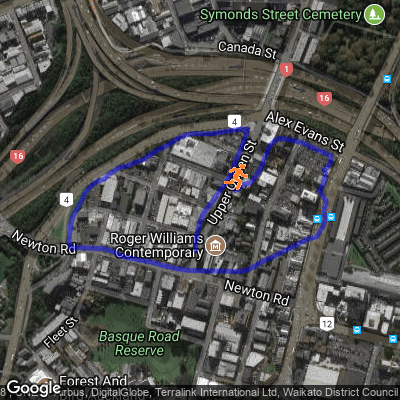 Symonds Street Cemetery
Canada St
1
16
4
Alex Evans St
16
Upper Queen St
4
Roger Williams
Contemporary
Newton Rd
Newton Rd
12
Fleet St
Basque Road
Reserve
Forest And
Google
DigitalGlobe, Terralink International Ltd, Waikato District Council